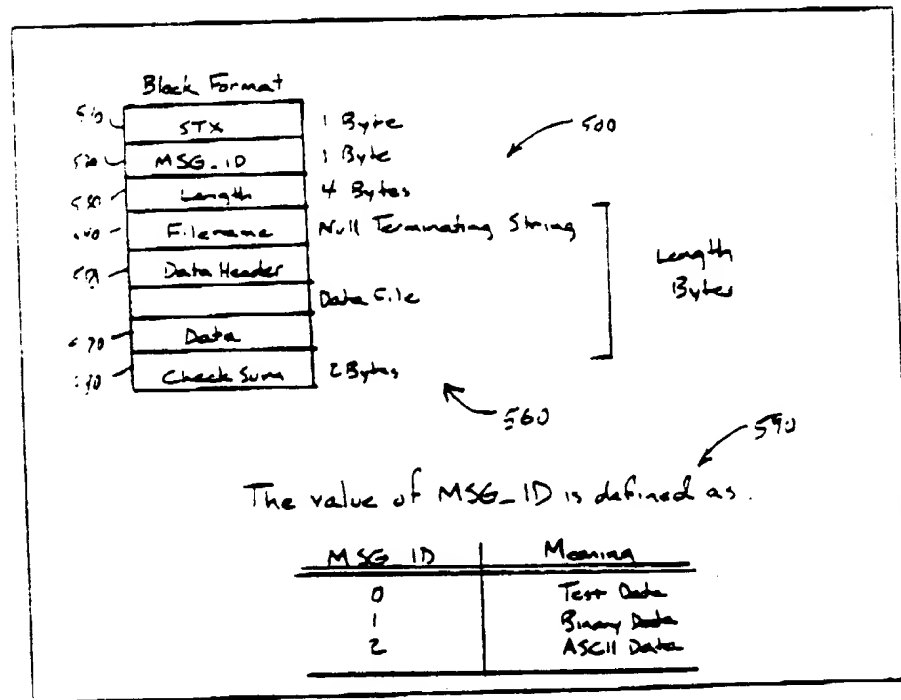 Block Format
STX 1 Byte
500
MSG_ID 1 Byte
Length 4 Bytes
Filename Null Terminating String
Length
Bytes
Data Header
Data File
Data
Check Sum 2 Bytes
560
590
The value of MSG_ID is defined as.
MSG_ID Meaning
0 Test Data
1 Binary Data
2 ASCII Data